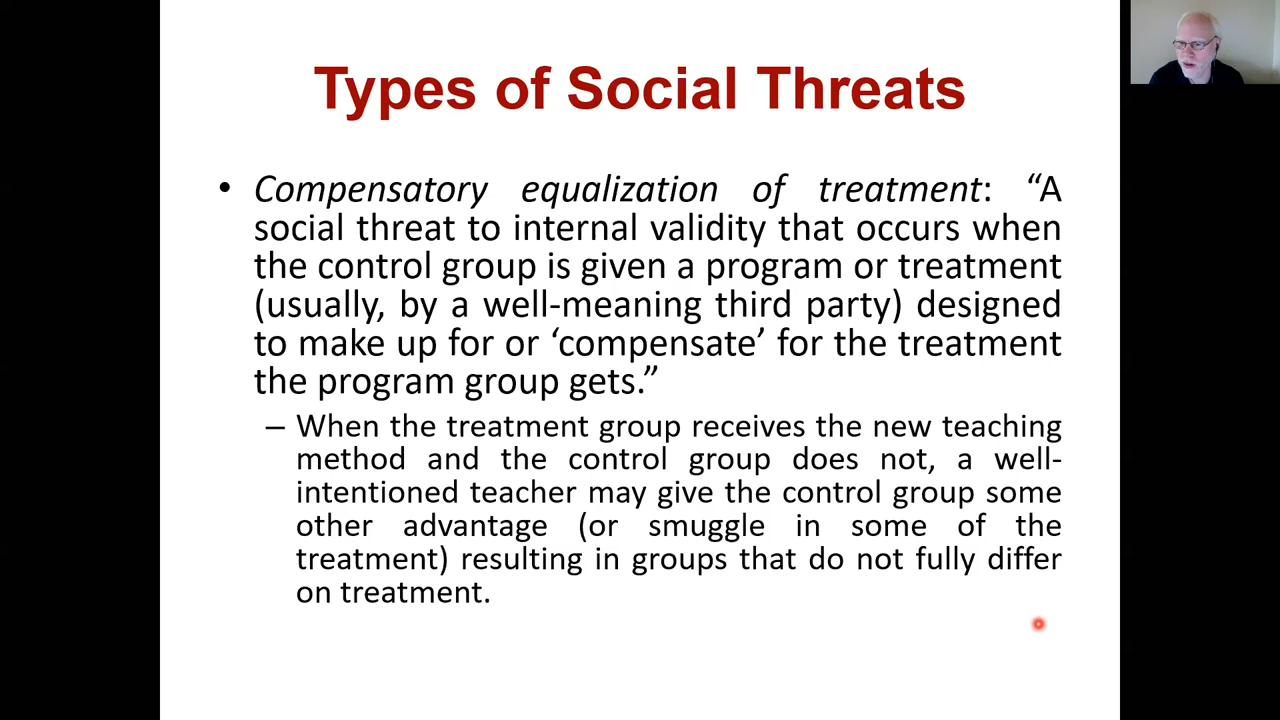 Types of Social Threats
• Compensatory equalization of treatment: “A
social threat to internal validity that occurs when
the control group is given a program or treatment
(usually, by a well-meaning third party) designed
to make up for or ‘compensate’ for the treatment
the program group gets.”
– When the treatment group receives the new teaching
method and the control group does not, a well-
intentioned teacher may give the control group some
other advantage (or smuggle in some of the
treatment) resulting in groups that do not fully differ
on treatment.